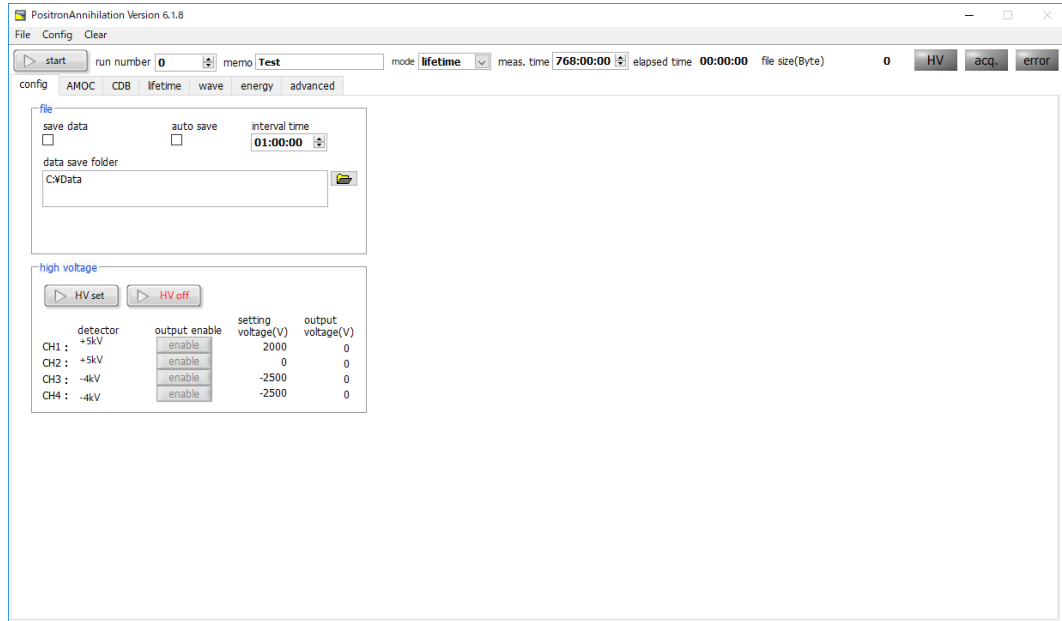 PositronAnnihilation Version 6.1.8
File Config Clear
start run number 0 memo Test mode lifetime meas. time 768:00:00 elapsed time 00:00:00 file size(Byte) 0 HV acq. error
config AMOC CDB lifetime wave energy advanced
file
save data auto save interval time
01:00:00
data save folder
C:¥Data
high voltage
HV set HV off
detector output enable setting voltage(V) output voltage(V)
CH1 : +5kV enable 2000 0
CH2 : +5kV enable 0 0
CH3 : -4kV enable -2500 0
CH4 : -4kV enable -2500 0